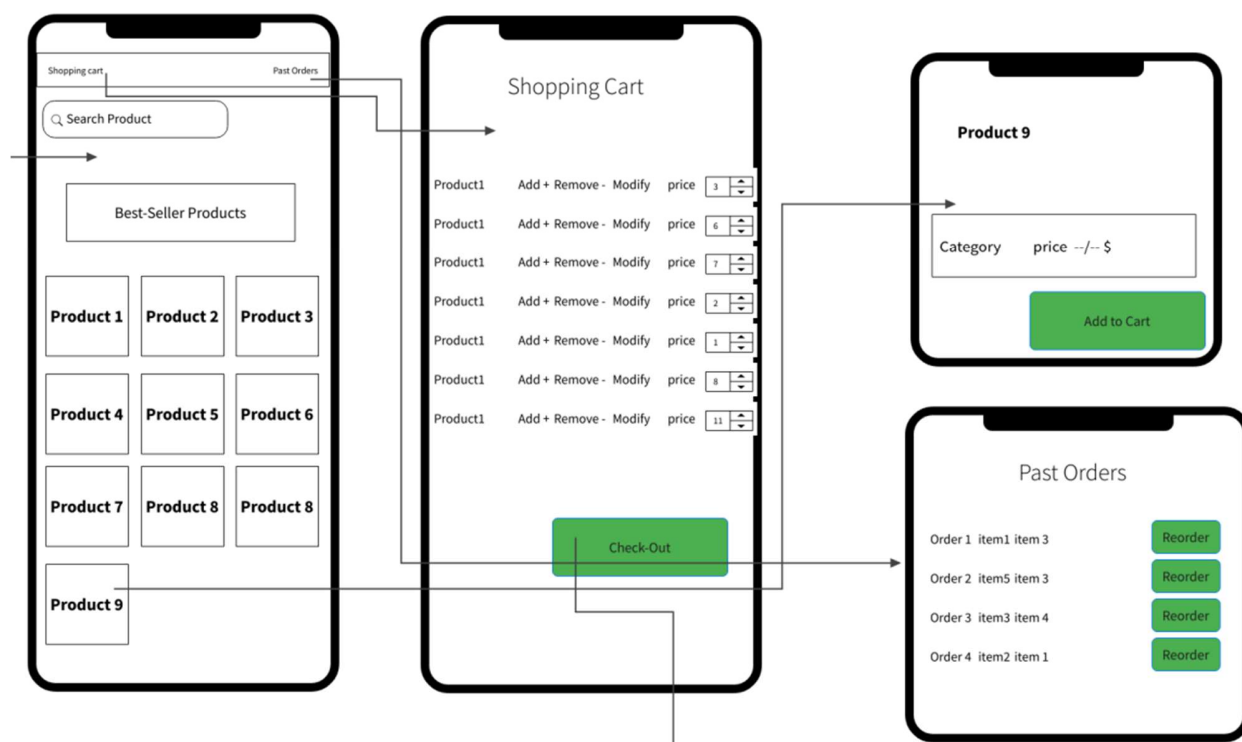 Shopping cart Past Orders
Search Product
Best-Seller Products
Product 1 Product 2 Product 3
Product 4 Product 5 Product 6
Product 7 Product 8 Product 8
Product 9
Shopping Cart
Product1 Add + Remove - Modify price 3
Product1 Add + Remove - Modify price 6
Product1 Add + Remove - Modify price 7
Product1 Add + Remove - Modify price 2
Product1 Add + Remove - Modify price 1
Product1 Add + Remove - Modify price 8
Product1 Add + Remove - Modify price 11
Check-Out
Product 9
Category price --/-- $
Add to Cart
Past Orders
Order 1 item1 item 3 Reorder
Order 2 item5 item 3 Reorder
Order 3 item3 item 4 Reorder
Order 4 item2 item 1 Reorder